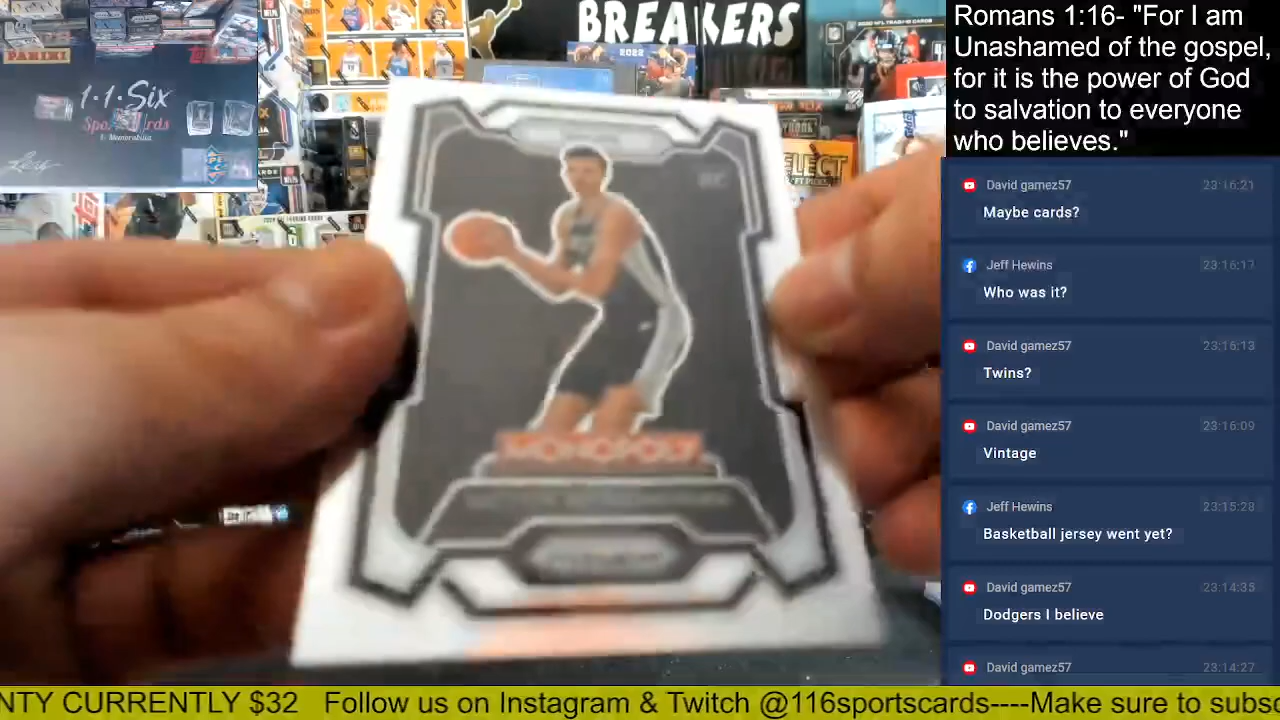 BREAKERS
2022
PANINI
1·1·Six
& Memorabilia
Leaf
SELECT
RC
MONOPOLY
Romans 1:16- "For I am
Unashamed of the gospel,
for it is the power of God
to salvation to everyone
who believes."
David gamez57 23:16:21
Maybe cards?
Jeff Hewins 23:16:17
Who was it?
David gamez57 23:16:13
Twins?
David gamez57 23:16:09
Vintage
Jeff Hewins 23:15:28
Basketball jersey went yet?
David gamez57 23:14:35
Dodgers I believe
David gamez57 23:14:27
NTY CURRENTLY $32 Follow us on Instagram & Twitch @116sportscards----Make sure to subsc